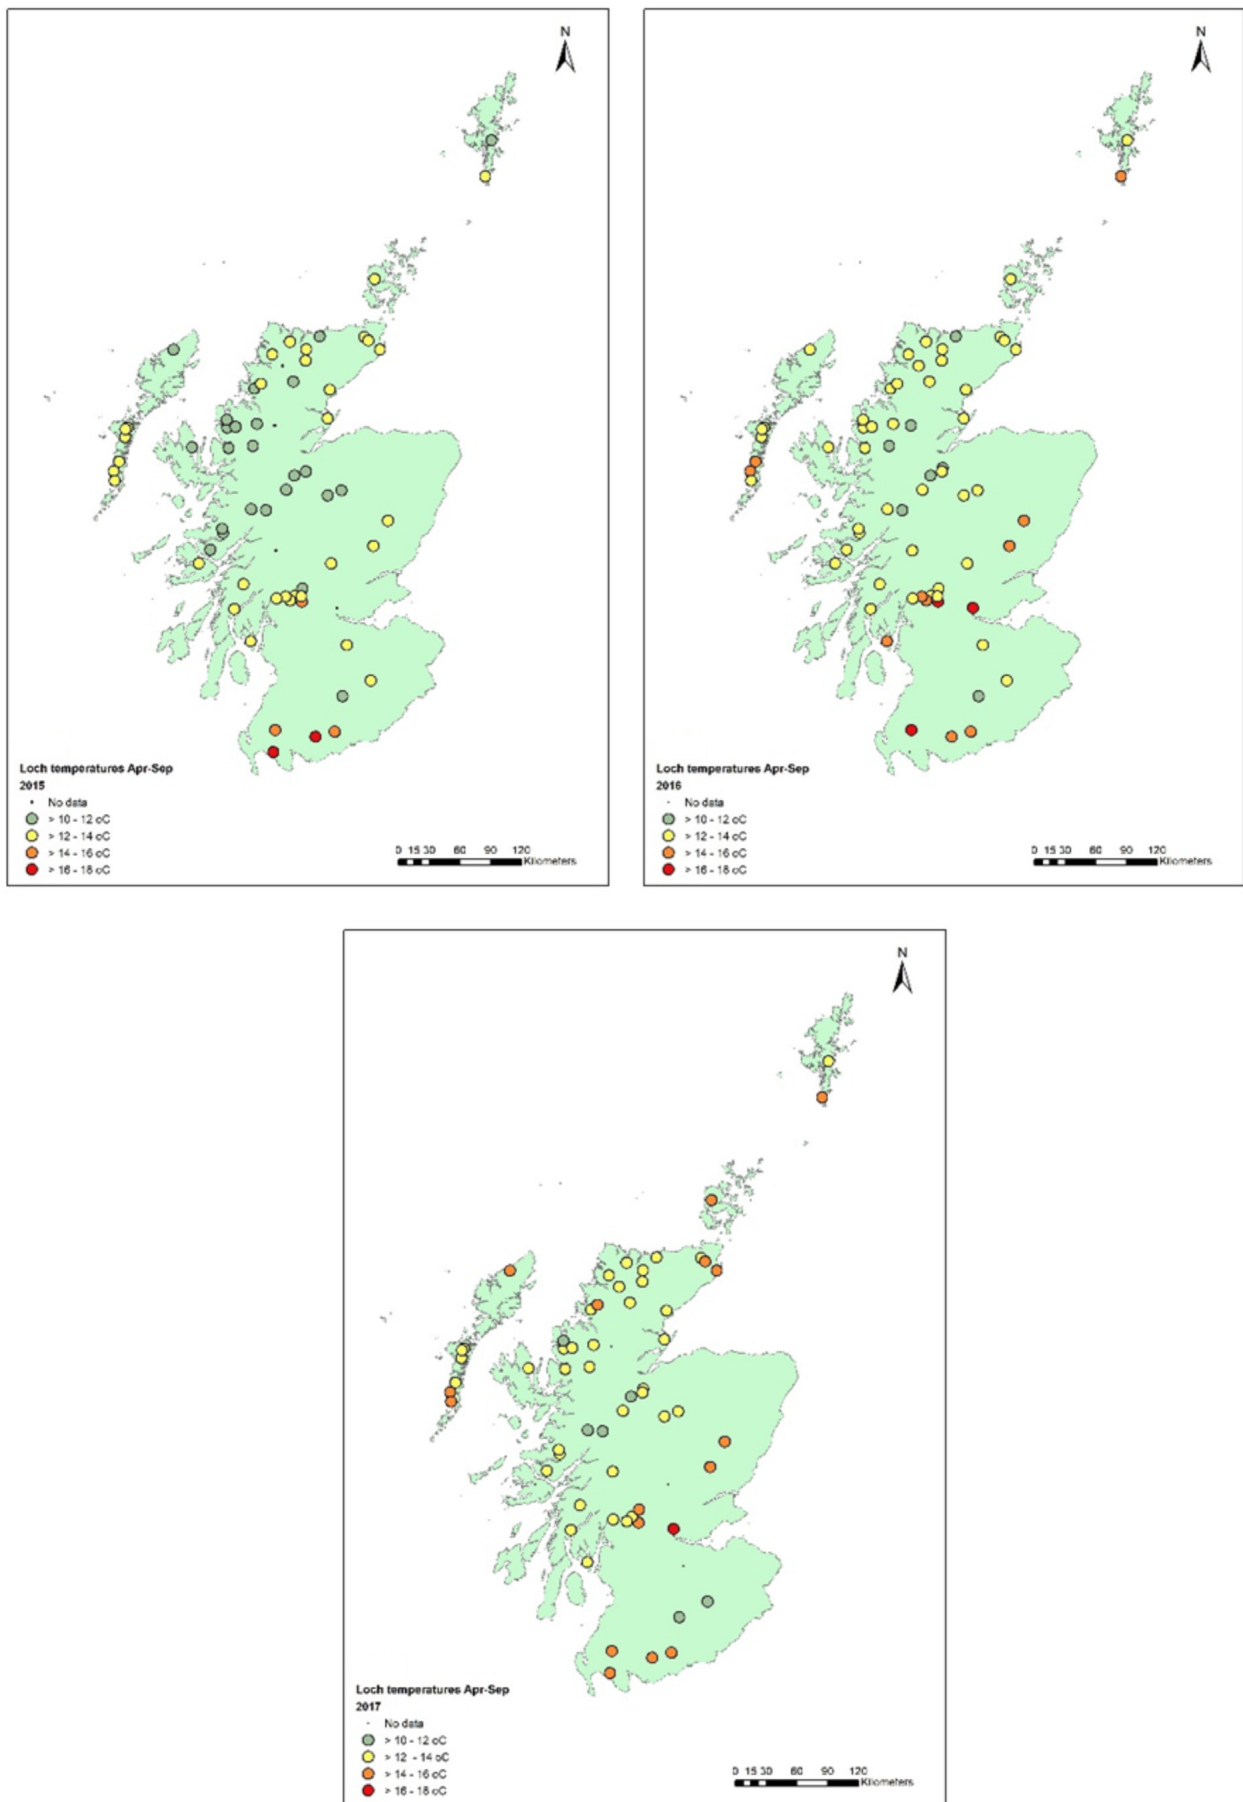 N
Loch temperatures Apr-Sep
2015
No data
> 10 - 12 oC
> 12 - 14 oC
> 14 - 16 oC
> 16 - 18 oC
0 15 30 60 90 120
Kilometers
N
Loch temperatures Apr-Sep
2016
No data
> 10 - 12 oC
> 12 - 14 oC
> 14 - 16 oC
> 16 - 18 oC
0 15 30 60 90 120
Kilometers
N
Loch temperatures Apr-Sep
2017
No data
> 10 - 12 oC
> 12 - 14 oC
> 14 - 16 oC
> 16 - 18 oC
0 15 30 60 90 120
Kilometers